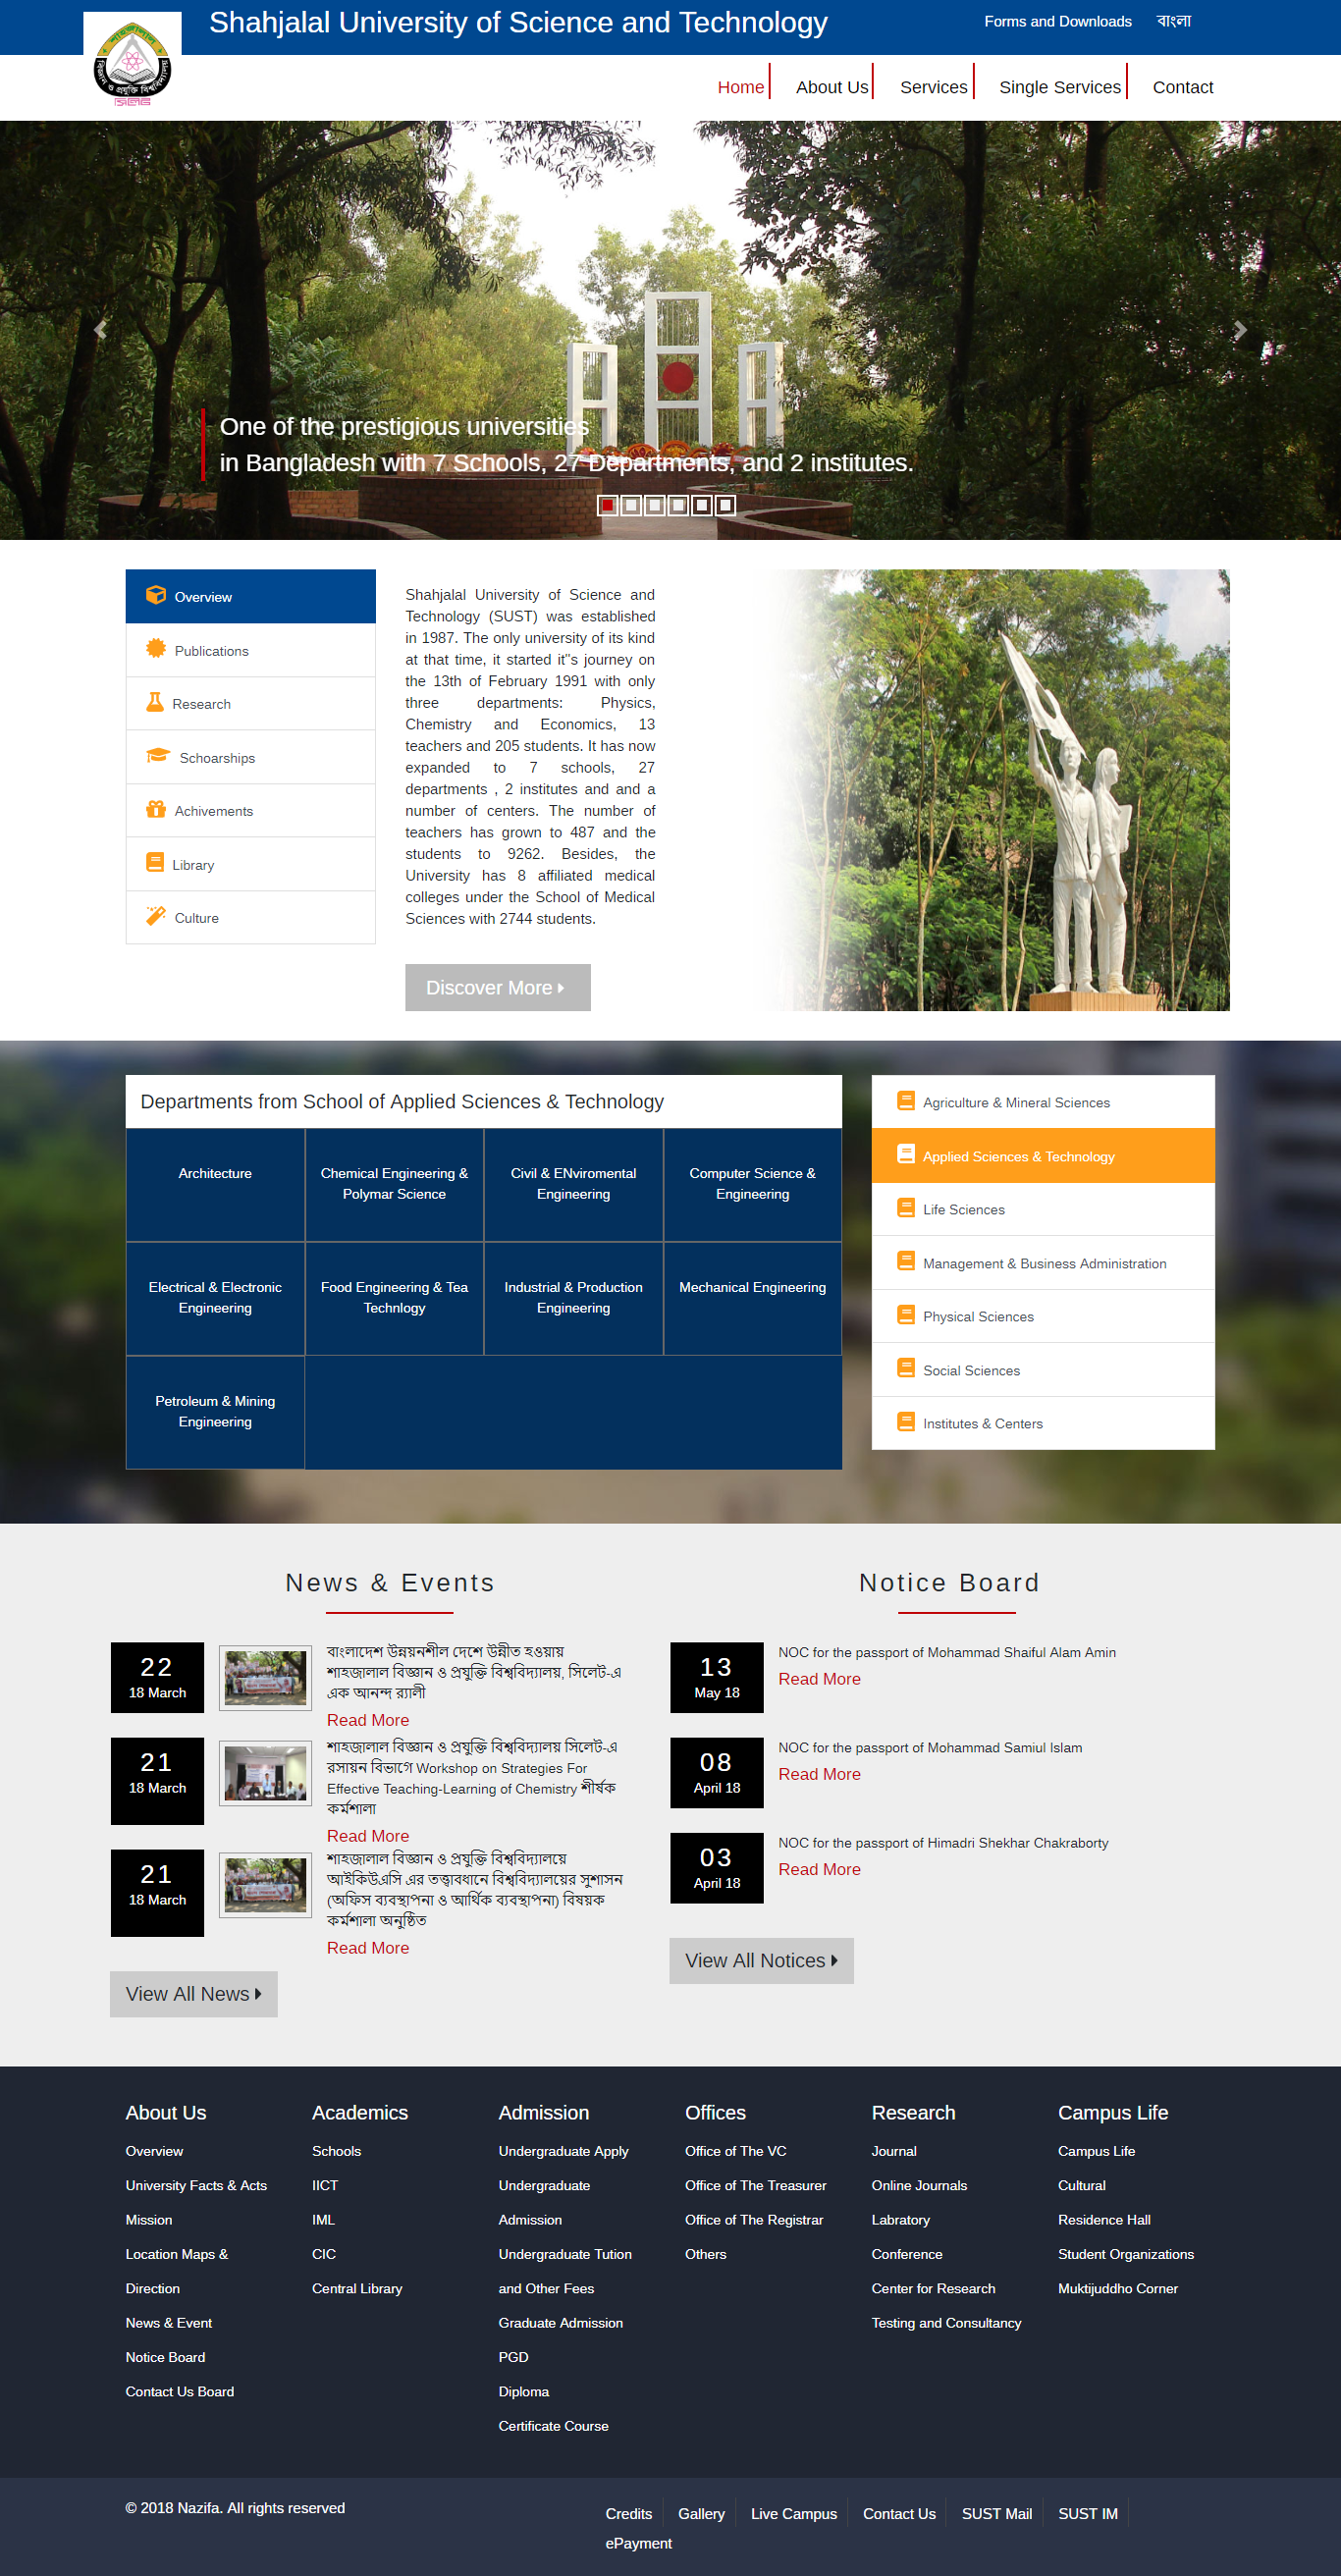 Shahjalal University of Science and Technology
Forms and Downloads
বাংলা
Home
About Us
Services
Single Services
Contact
One of the prestigious universities
in Bangladesh with 7 Schools, 27 Departments, and 2 institutes.
Overview
Publications
Research
Schoarships
Achivements
Library
Culture
Shahjalal University of Science and
Technology (SUST) was established
in 1987. The only university of its kind
at that time, it started it"s journey on
the 13th of February 1991 with only
three departments: Physics,
Chemistry and Economics, 13
teachers and 205 students. It has now
expanded to 7 schools, 27
departments , 2 institutes and and a
number of centers. The number of
teachers has grown to 487 and the
students to 9262. Besides, the
University has 8 affiliated medical
colleges under the School of Medical
Sciences with 2744 students.
Discover More
Departments from School of Applied Sciences & Technology
Architecture
Chemical Engineering &
Polymar Science
Civil & ENviromental
Engineering
Computer Science &
Engineering
Electrical & Electronic
Engineering
Food Engineering & Tea
Technlogy
Industrial & Production
Engineering
Mechanical Engineering
Petroleum & Mining
Engineering
Agriculture & Mineral Sciences
Applied Sciences & Technology
Life Sciences
Management & Business Administration
Physical Sciences
Social Sciences
Institutes & Centers
News & Events
22
18 March
বাংলাদেশ উন্নয়নশীল দেশে উন্নীত হওয়ায়
শাহজালাল বিজ্ঞান ও প্রযুক্তি বিশ্ববিদ্যালয়, সিলেট-এ
এক আনন্দ র‍্যালী
Read More
21
18 March
শাহজালাল বিজ্ঞান ও প্রযুক্তি বিশ্ববিদ্যালয় সিলেট-এ
রসায়ন বিভাগে Workshop on Strategies For
Effective Teaching-Learning of Chemistry শীর্ষক
কর্মশালা
Read More
21
18 March
শাহজালাল বিজ্ঞান ও প্রযুক্তি বিশ্ববিদ্যালয়ে
আইকিউএসি এর তত্ত্বাবধানে বিশ্ববিদ্যালয়ের সুশাসন
(অফিস ব্যবস্থাপনা ও আর্থিক ব্যবস্থাপনা) বিষয়ক
কর্মশালা অনুষ্ঠিত
Read More
View All News
Notice Board
13
May 18
NOC for the passport of Mohammad Shaiful Alam Amin
Read More
08
April 18
NOC for the passport of Mohammad Samiul Islam
Read More
03
April 18
NOC for the passport of Himadri Shekhar Chakraborty
Read More
View All Notices
About Us
Overview
University Facts & Acts
Mission
Location Maps &
Direction
News & Event
Notice Board
Contact Us Board
Academics
Schools
IICT
IML
CIC
Central Library
Admission
Undergraduate Apply
Undergraduate
Admission
Undergraduate Tution
and Other Fees
Graduate Admission
PGD
Diploma
Certificate Course
Offices
Office of The VC
Office of The Treasurer
Office of The Registrar
Others
Research
Journal
Online Journals
Labratory
Conference
Center for Research
Testing and Consultancy
Campus Life
Campus Life
Cultural
Residence Hall
Student Organizations
Muktijuddho Corner
© 2018 Nazifa. All rights reserved
Credits
Gallery
Live Campus
Contact Us
SUST Mail
SUST IM
ePayment